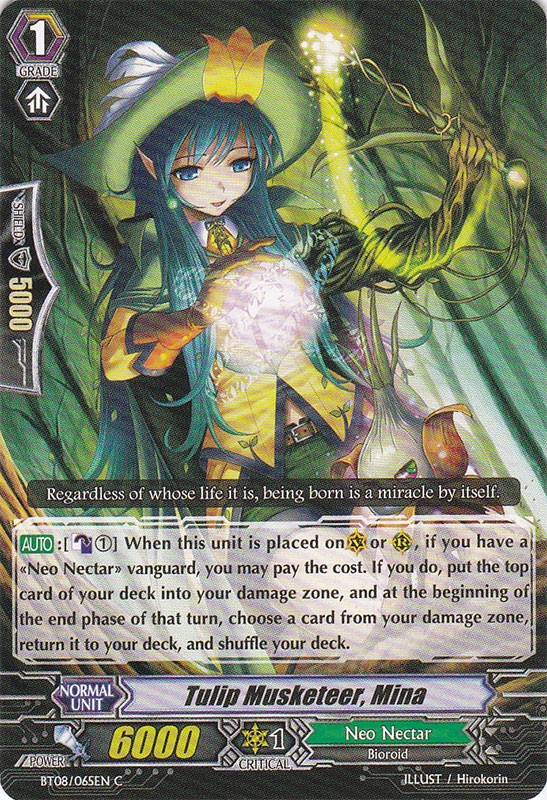 1
GRADE
SHIELD
5000
Regardless of whose life it is, being born is a miracle by itself.
AUTO :[ ①] When this unit is placed on V or R, if you have a
«Neo Nectar» vanguard, you may pay the cost. If you do, put the top
card of your deck into your damage zone, and at the beginning of
the end phase of that turn, choose a card from your damage zone,
return it to your deck, and shuffle your deck.
NORMAL
UNIT
Tulip Musketeer, Mina
POWER
6000
1
CRITICAL
Neo Nectar
Bioroid
BT08/065EN C
ILLUST / Hirokorin